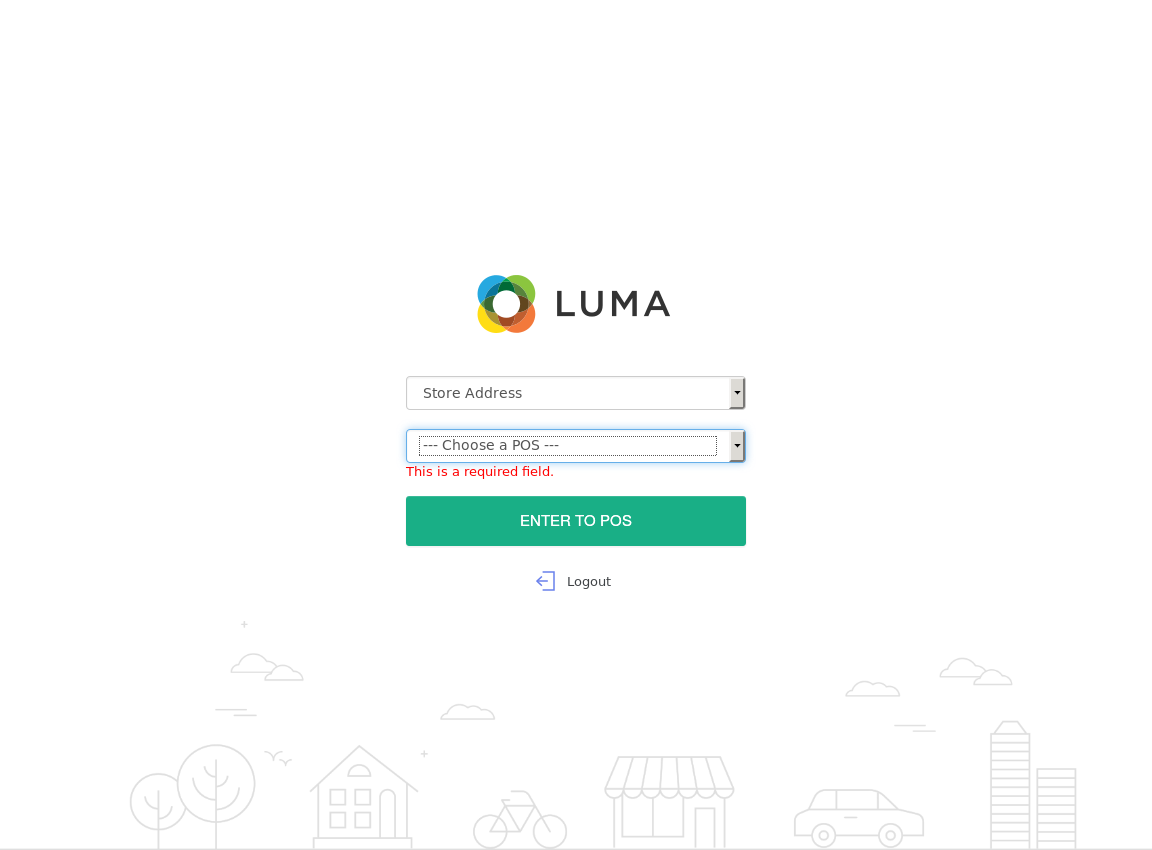 LUMA
Store Address
--- Choose a POS ---
This is a required field.
ENTER TO POS
Logout